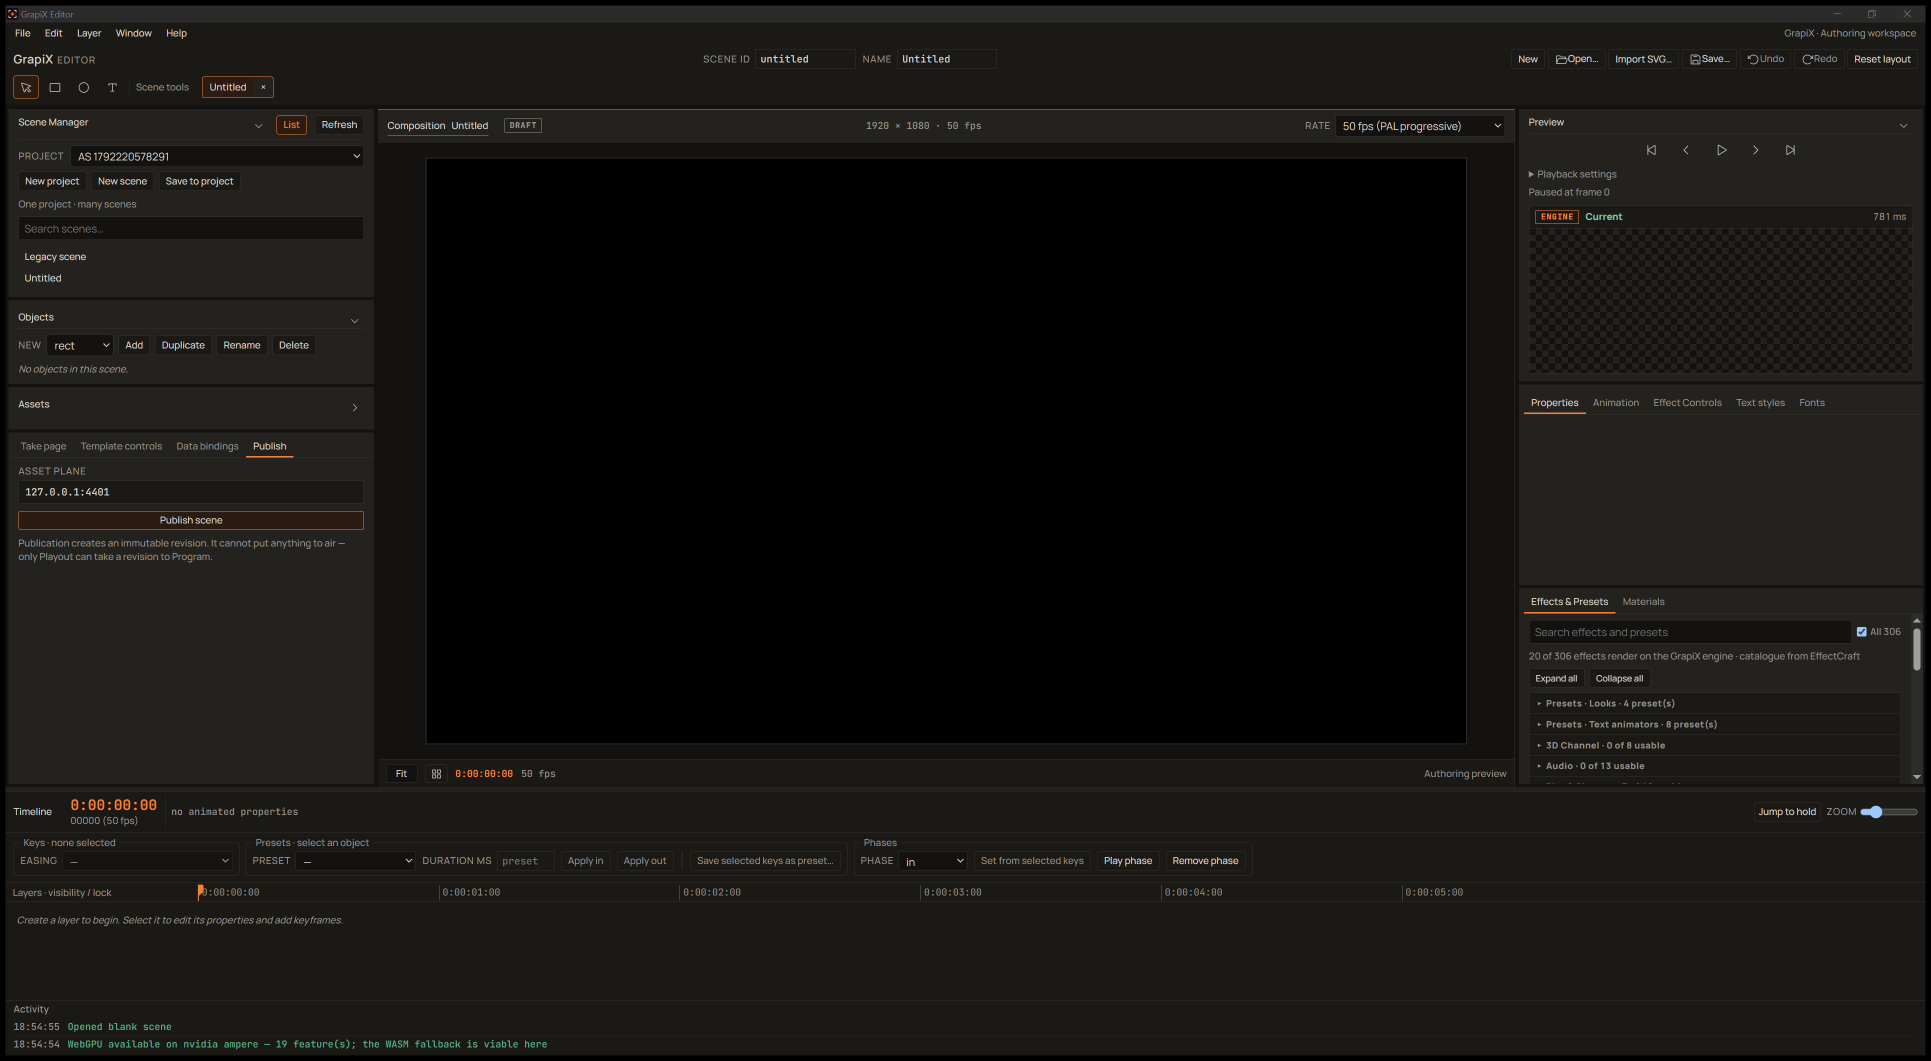 GrapiX Editor
File Edit Layer Window Help
GrapiX · Authoring workspace
GrapiX EDITOR
SCENE ID untitled NAME Untitled
New Open... Import SVG... Save... Undo Redo Reset layout
T Scene tools Untitled ×
Scene Manager List Refresh
PROJECT AS 1792220578291
New project New scene Save to project
One project · many scenes
Search scenes...
Legacy scene
Untitled
Objects
NEW rect Add Duplicate Rename Delete
No objects in this scene.
Assets
Take page Template controls Data bindings Publish
ASSET PLANE
127.0.0.1:4401
Publish scene
Publication creates an immutable revision. It cannot put anything to air —
only Playout can take a revision to Program.
Composition Untitled DRAFT
1920 × 1080 · 50 fps
RATE 50 fps (PAL progressive)
Fit 0:00:00:00 50 fps
Authoring preview
Preview
Playback settings
Paused at frame 0
ENGINE Current 781 ms
Properties Animation Effect Controls Text styles Fonts
Effects & Presets Materials
Search effects and presets All 306
20 of 306 effects render on the GrapiX engine · catalogue from EffectCraft
Expand all Collapse all
Presets · Looks · 4 preset(s)
Presets · Text animators · 8 preset(s)
3D Channel · 0 of 8 usable
Audio · 0 of 13 usable
Timeline 0:00:00:00 no animated properties
00000 (50 fps)
Jump to hold ZOOM
Keys · none selected
EASING —
Presets · select an object
PRESET — DURATION MS preset Apply in Apply out Save selected keys as preset...
Phases
PHASE in Set from selected keys Play phase Remove phase
Layers · visibility / lock
0:00:00:00 0:00:01:00 0:00:02:00 0:00:03:00 0:00:04:00 0:00:05:00
Create a layer to begin. Select it to edit its properties and add keyframes.
Activity
18:54:55 Opened blank scene
18:54:54 WebGPU available on nvidia ampere — 19 feature(s); the WASM fallback is viable here